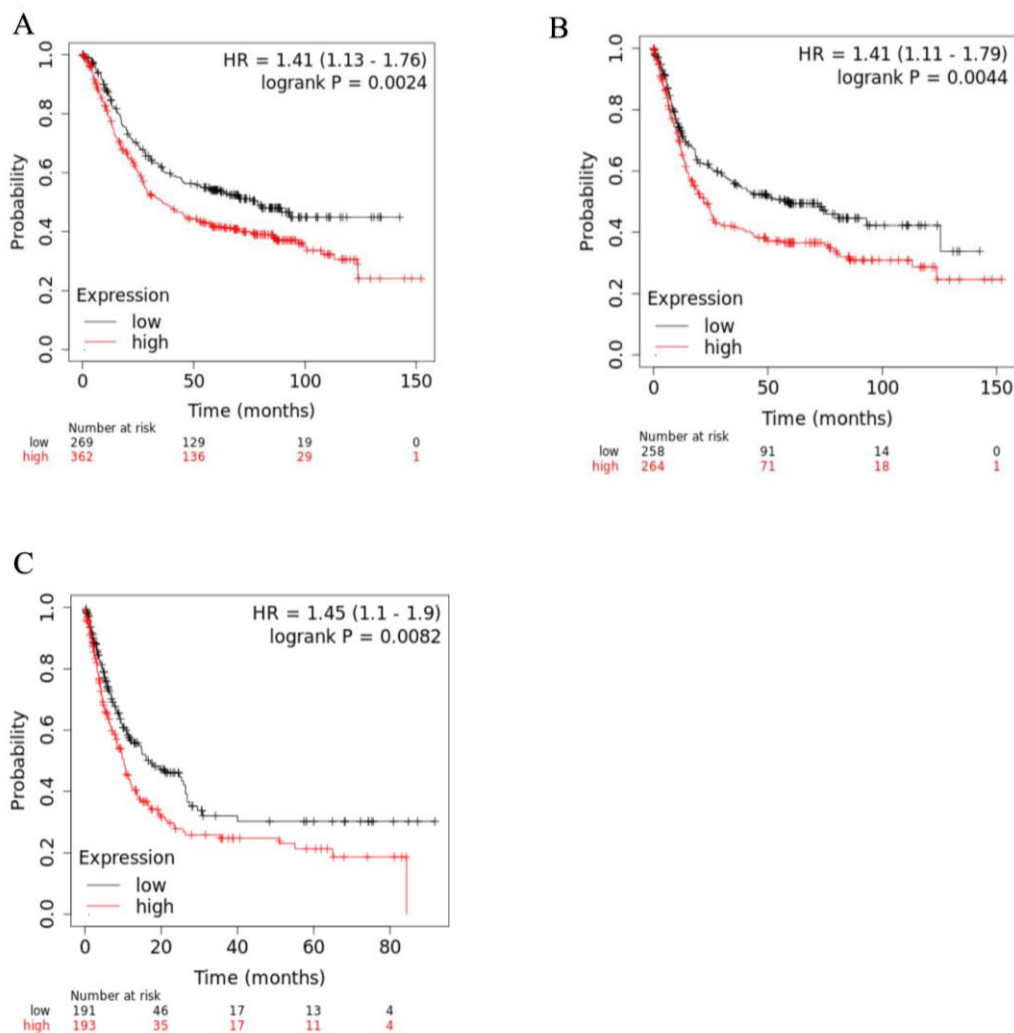 A
HR = 1.41 (1.13 - 1.76)
logrank P = 0.0024
Probability
1.0
0.8
0.6
0.4
0.2
0.0
Expression
low
high
0 50 100 150
Time (months)
Number at risk
low 269 129 19 0
high 362 136 29 1
B
HR = 1.41 (1.11 - 1.79)
logrank P = 0.0044
Probability
1.0
0.8
0.6
0.4
0.2
0.0
Expression
low
high
0 50 100 150
Time (months)
Number at risk
low 258 91 14 0
high 264 71 18 1
C
HR = 1.45 (1.1 - 1.9)
logrank P = 0.0082
Probability
1.0
0.8
0.6
0.4
0.2
0.0
Expression
low
high
0 20 40 60 80
Time (months)
Number at risk
low 191 46 17 13 4
high 193 35 17 11 4